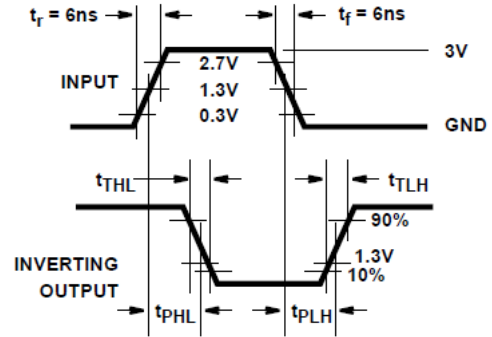 tr = 6ns
tf = 6ns
3V
INPUT
2.7V
1.3V
0.3V
GND
tTHL
tTLH
90%
1.3V
10%
INVERTING
OUTPUT
tPHL
tPLH